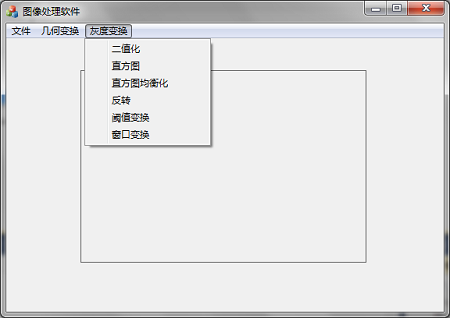 图像处理软件
文件 几何变换 灰度变换
二值化
直方图
直方图均衡化
反转
阈值变换
窗口变换